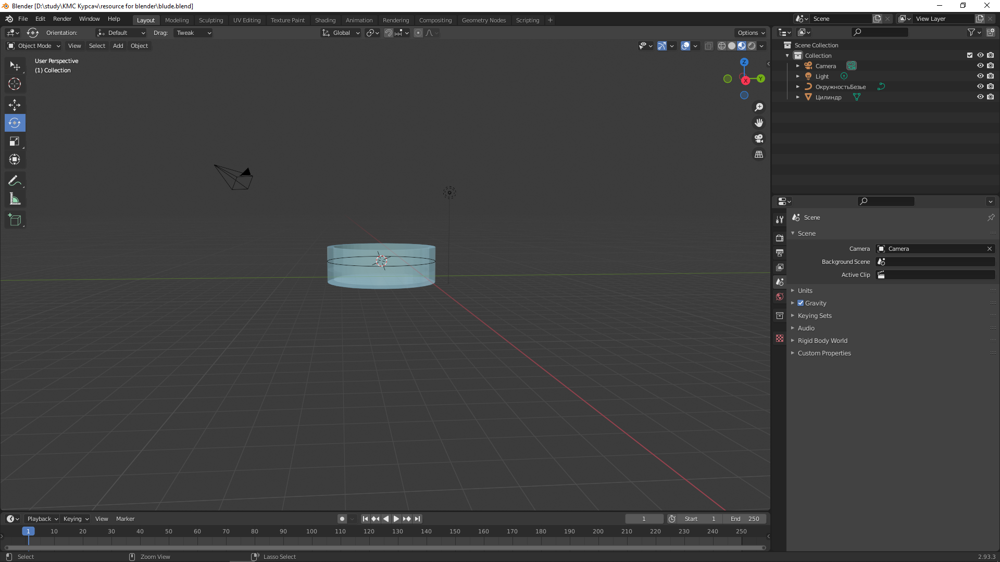 Blender [D:\study\КМС Курсач\resource for blender\blude.blend]
File Edit Render Window Help Layout Modeling Sculpting UV Editing Texture Paint Shading Animation Rendering Compositing Geometry Nodes Scripting + Scene View Layer
Orientation: Default Drag: Tweak Global Options
Object Mode View Select Add Object
User Perspective
(1) Collection
Z
X
Y
Scene Collection
Collection
Camera
Light
ОкружностьБезье
Цилиндр
Scene
Scene
Camera Camera
Background Scene
Active Clip
Units
Gravity
Keying Sets
Audio
Rigid Body World
Custom Properties
Playback Keying View Marker 1 Start 1 End 250
1 10 20 30 40 50 60 70 80 90 100 110 120 130 140 150 160 170 180 190 200 210 220 230 240 250
Select Zoom View Lasso Select 2.93.3